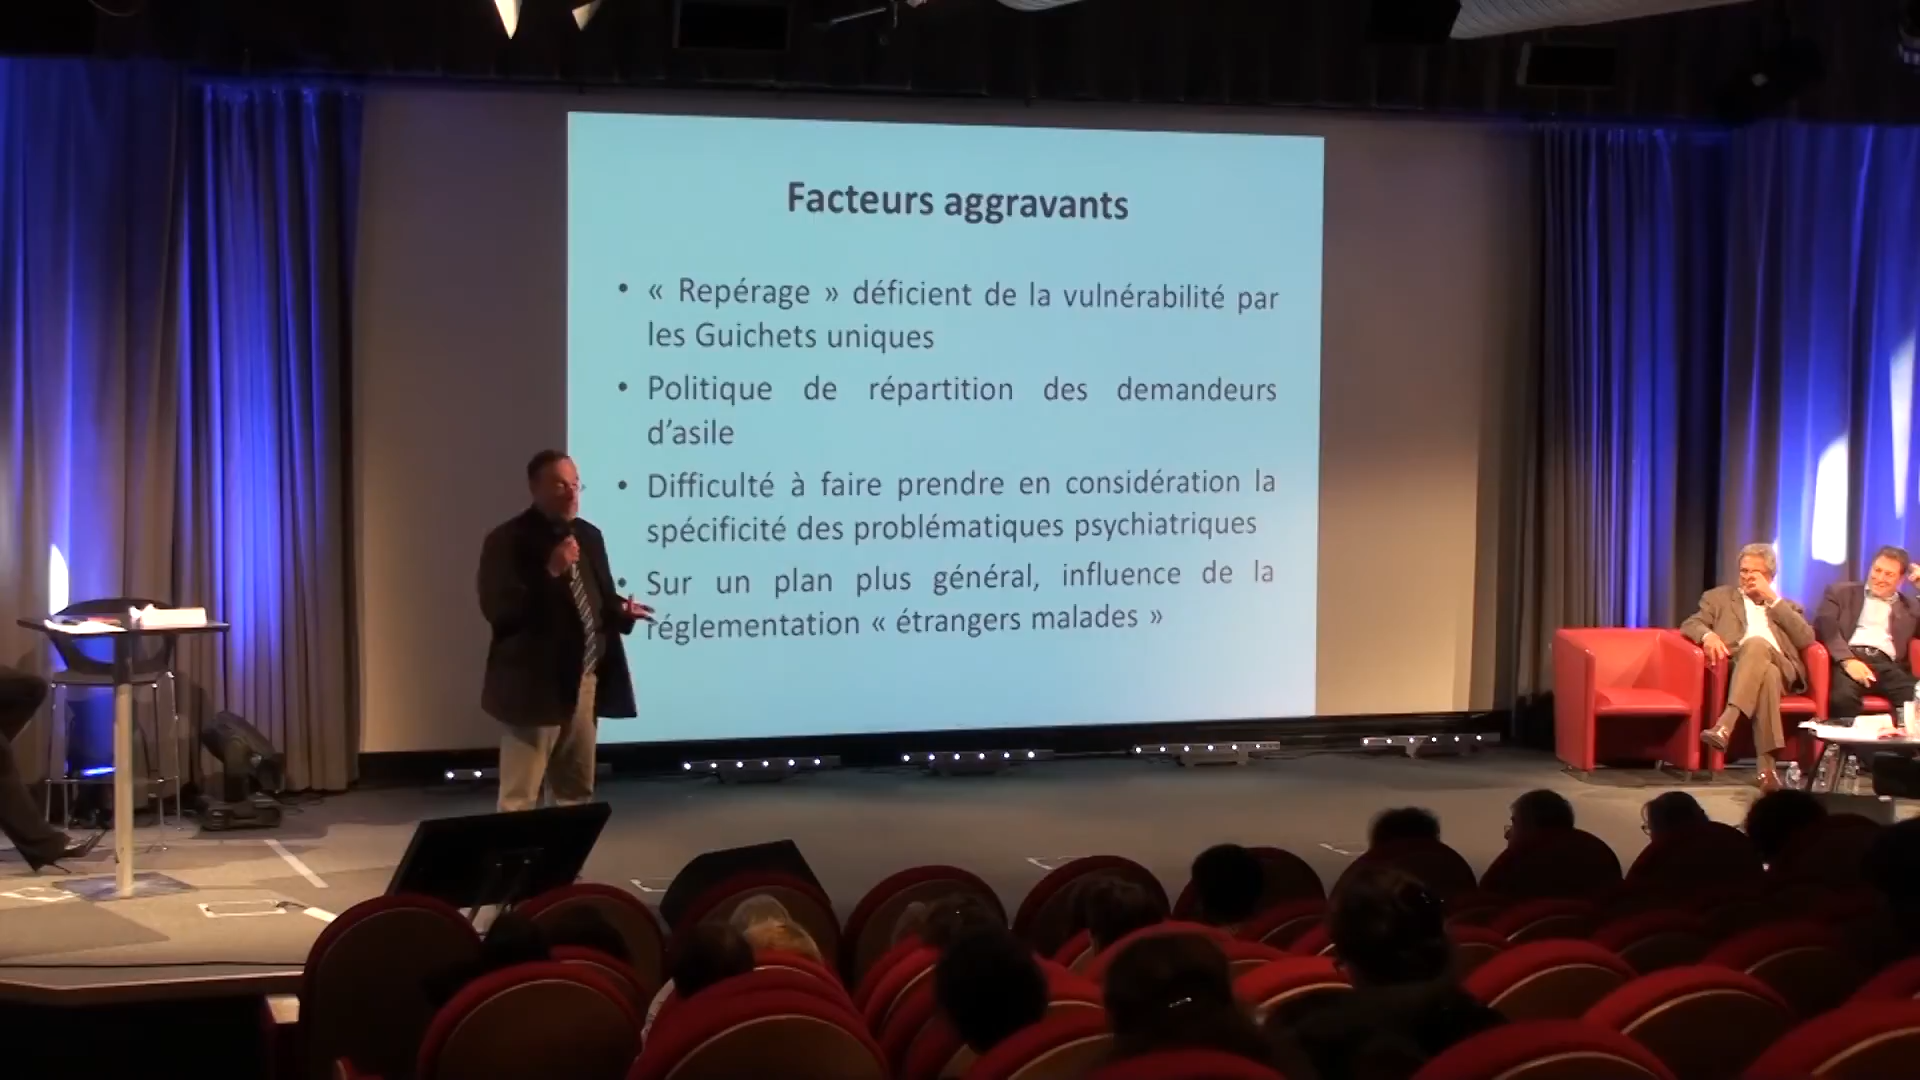 Facteurs aggravants
• « Repérage » déficient de la vulnérabilité par
les Guichets uniques
• Politique de répartition des demandeurs
d’asile
• Difficulté à faire prendre en considération la
spécificité des problématiques psychiatriques
• Sur un plan plus général, influence de la
réglementation « étrangers malades »